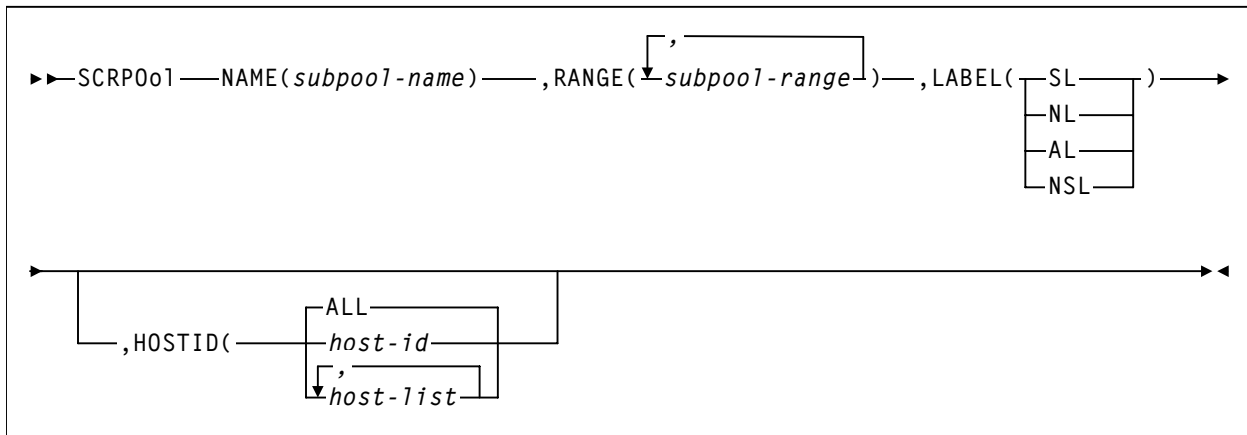 ,
SCRPOol NAME(subpool-name) ,RANGE( subpool-range ) ,LABEL( SL )
NL
AL
NSL
ALL
,HOSTID( host-id
,
host-list